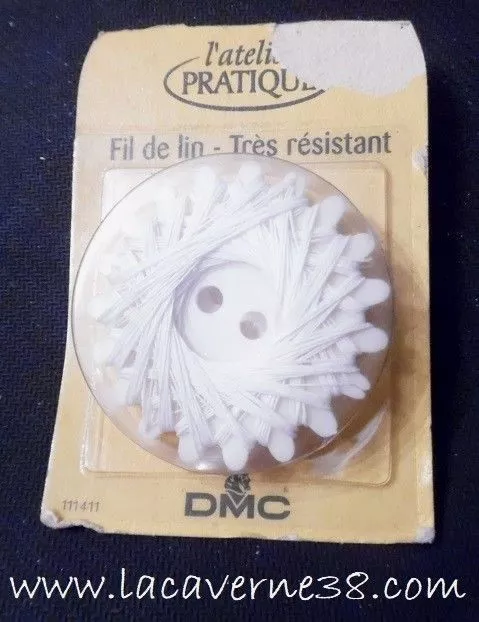 l'atelie
PRATIQUE
Fil de lin - Très résistant
111411
DMC
www.lacaverne38.com